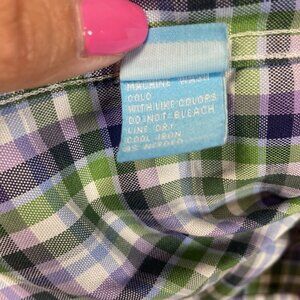 MACHINE WASH
COLD
WITH LIKE COLORS
DO NOT BLEACH
LINE DRY
COOL IRON
AS NEEDED